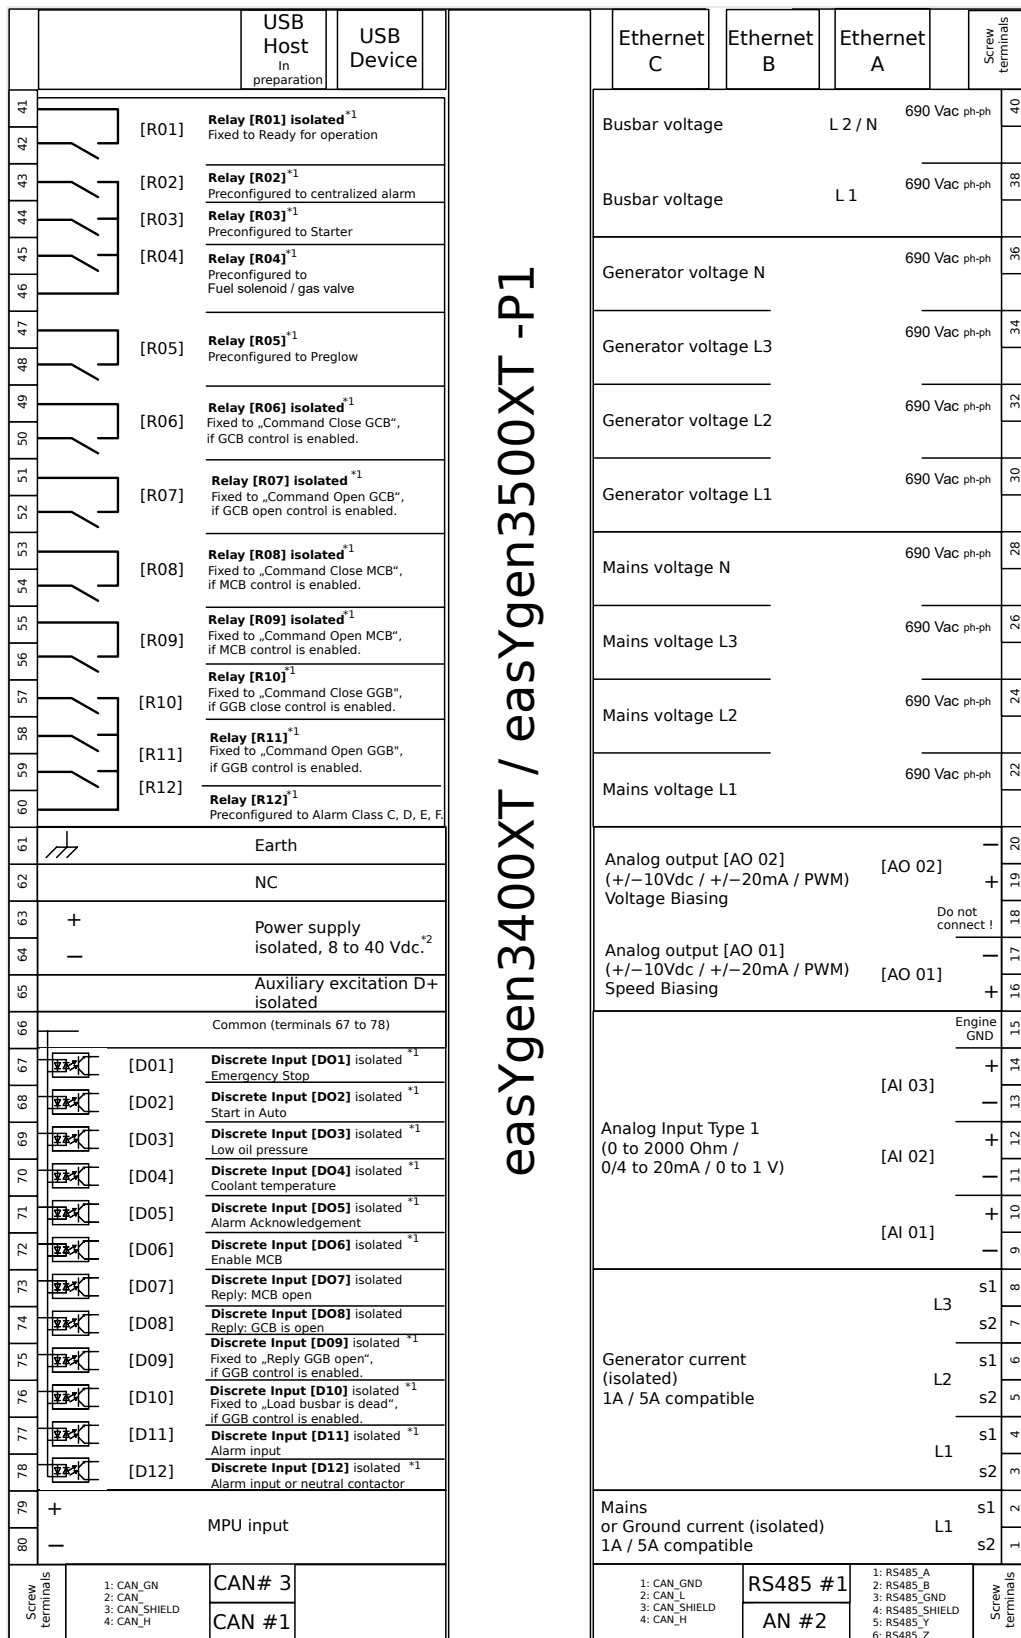 USB
Host
In
preparation
USB
Device
41
42
[R01]
Relay [R01] isolated*1
Fixed to Ready for operation
43
[R02]
Relay [R02]*1
Preconfigured to centralized alarm
44
[R03]
Relay [R03]*1
Preconfigured to Starter
45
46
[R04]
Relay [R04]*1
Preconfigured to
Fuel solenoid / gas valve
47
48
[R05]
Relay [R05]*1
Preconfigured to Preglow
49
50
[R06]
Relay [R06] isolated*1
Fixed to „Command Close GCB“,
if GCB control is enabled.
51
52
[R07]
Relay [R07] isolated *1
Fixed to „Command Open GCB“,
if GCB open control is enabled.
53
54
[R08]
Relay [R08] isolated*1
Fixed to „Command Close MCB“,
if MCB control is enabled.
55
56
[R09]
Relay [R09] isolated*1
Fixed to „Command Open MCB“,
if MCB control is enabled.
57
[R10]
Relay [R10]*1
Fixed to „Command Close GGB",
if GGB close control is enabled.
58
[R11]
Relay [R11]*1
Fixed to „Command Open GGB",
if GGB control is enabled.
59
60
[R12]
Relay [R12]*1
Preconfigured to Alarm Class C, D, E, F.
61
Earth
62
NC
63
+
64
−
Power supply
isolated, 8 to 40 Vdc.*2
65
Auxiliary excitation D+
isolated
66
Common (terminals 67 to 78)
67
[D01]
Discrete Input [DO1] isolated *1
Emergency Stop
68
[D02]
Discrete Input [DO2] isolated *1
Start in Auto
69
[D03]
Discrete Input [DO3] isolated *1
Low oil pressure
70
[D04]
Discrete Input [DO4] isolated *1
Coolant temperature
71
[D05]
Discrete Input [DO5] isolated *1
Alarm Acknowledgement
72
[D06]
Discrete Input [DO6] isolated *1
Enable MCB
73
[D07]
Discrete Input [DO7] isolated
Reply: MCB open
74
[D08]
Discrete Input [DO8] isolated
Reply: GCB is open
75
[D09]
Discrete Input [D09] isolated *1
Fixed to „Reply GGB open“,
if GGB control is enabled.
76
[D10]
Discrete Input [D10] isolated *1
Fixed to „Load busbar is dead“,
if GGB control is enabled.
77
[D11]
Discrete Input [D11] isolated *1
Alarm input
78
[D12]
Discrete Input [D12] isolated *1
Alarm input or neutral contactor
79
+
80
−
MPU input
Screw
terminals
1: CAN_GN
2: CAN_
3: CAN_SHIELD
4: CAN_H
CAN# 3
CAN #1
easYgen3400XT / easYgen3500XT -P1
Ethernet
C
Ethernet
B
Ethernet
A
Screw
terminals
Busbar voltage
L 2 / N
690 Vac ph-ph
40
Busbar voltage
L 1
690 Vac ph-ph
38
Generator voltage N
690 Vac ph-ph
36
Generator voltage L3
690 Vac ph-ph
34
Generator voltage L2
690 Vac ph-ph
32
Generator voltage L1
690 Vac ph-ph
30
Mains voltage N
690 Vac ph-ph
28
Mains voltage L3
690 Vac ph-ph
26
Mains voltage L2
690 Vac ph-ph
24
Mains voltage L1
690 Vac ph-ph
22
Analog output [AO 02]
(+/−10Vdc / +/−20mA / PWM)
Voltage Biasing
[AO 02]
−
20
+
19
Do not
connect !
18
Analog output [AO 01]
(+/−10Vdc / +/−20mA / PWM)
Speed Biasing
[AO 01]
−
17
+
16
Engine
GND
15
Analog Input Type 1
(0 to 2000 Ohm /
0/4 to 20mA / 0 to 1 V)
[AI 03]
+
14
−
13
[AI 02]
+
12
−
11
[AI 01]
+
10
−
9
Generator current
(isolated)
1A / 5A compatible
L3
s1
8
s2
7
L2
s1
6
s2
5
L1
s1
4
s2
3
Mains
or Ground current (isolated)
1A / 5A compatible
L1
s1
2
s2
1
1: CAN_GND
2: CAN_L
3: CAN_SHIELD
4: CAN_H
RS485 #1
AN #2
1: RS485_A
2: RS485_B
3: RS485_GND
4: RS485_SHIELD
5: RS485_Y
6: RS485_Z
Screw
terminals